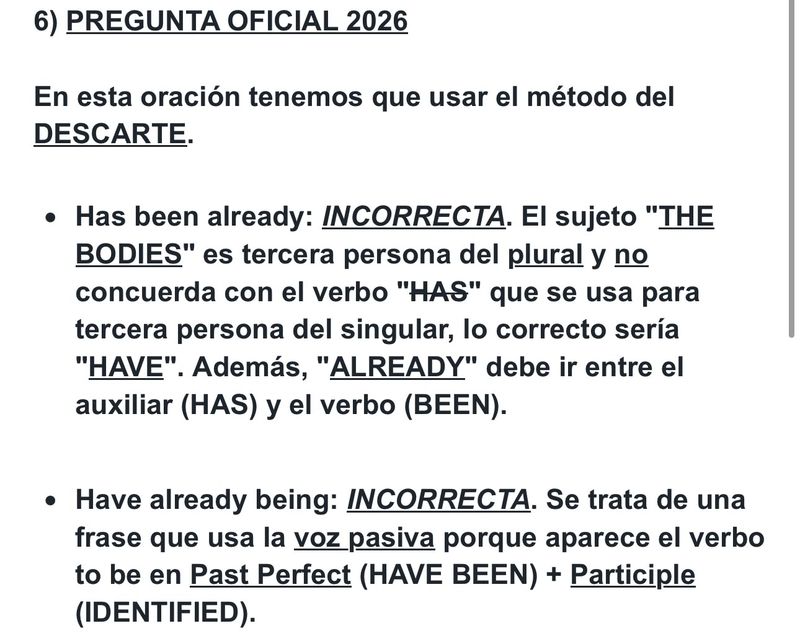 6) PREGUNTA OFICIAL 2026
En esta oración tenemos que usar el método del
DESCARTE.
• Has been already: INCORRECTA. El sujeto "THE
BODIES" es tercera persona del plural y no
concuerda con el verbo "HAS" que se usa para
tercera persona del singular, lo correcto sería
"HAVE". Además, "ALREADY" debe ir entre el
auxiliar (HAS) y el verbo (BEEN).
• Have already being: INCORRECTA. Se trata de una
frase que usa la voz pasiva porque aparece el verbo
to be en Past Perfect (HAVE BEEN) + Participle
(IDENTIFIED).